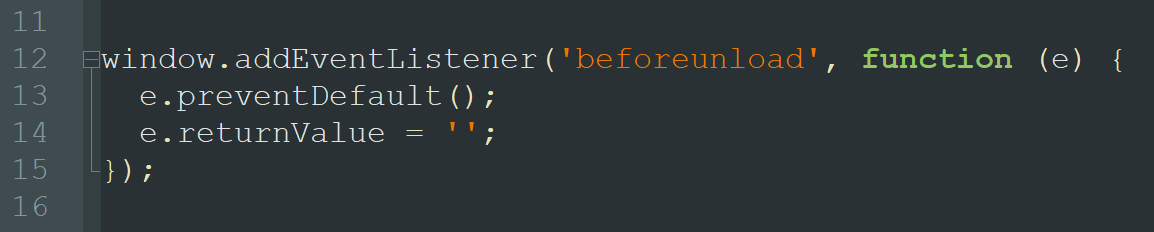 11
12 window.addEventListener('beforeunload', function (e) {
13   e.preventDefault();
14   e.returnValue = '';
15 });
16